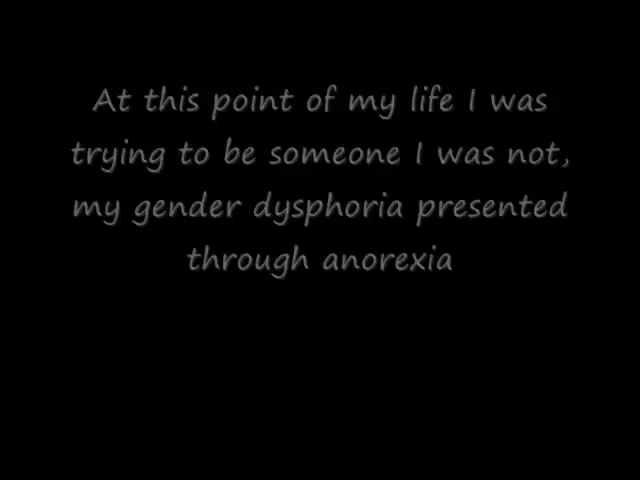 At this point of my life I was
trying to be someone I was not,
my gender dysphoria presented
through anorexia